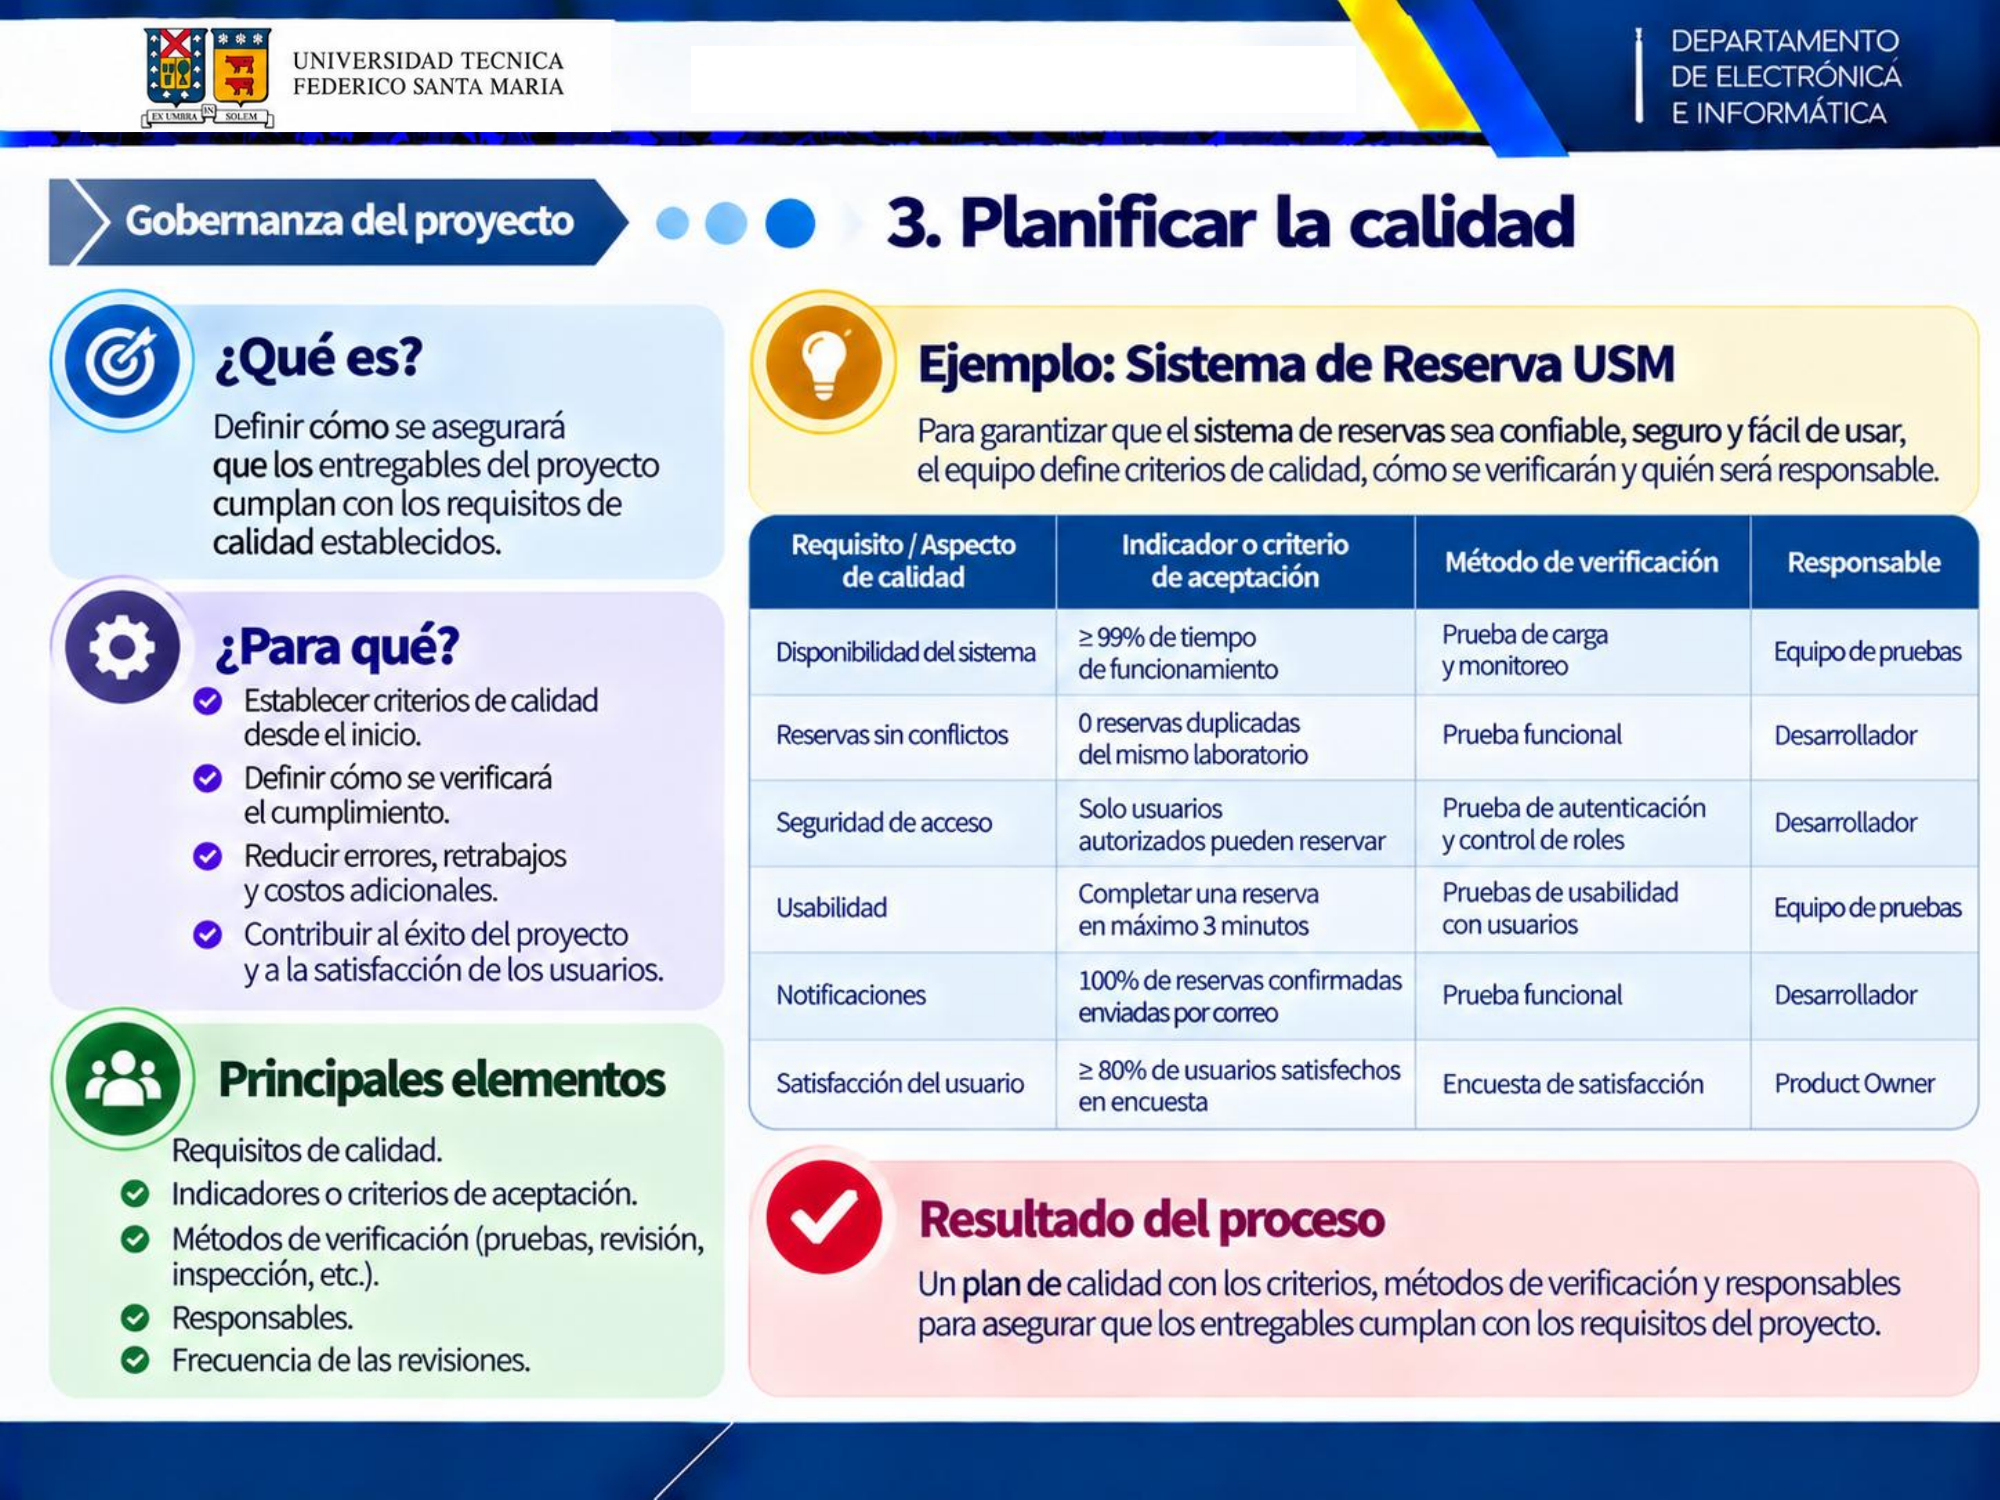 UNIVERSIDAD TECNICA
FEDERICO SANTA MARIA
EX UMBRA IN SOLEM
DEPARTAMENTO
DE ELECTRÓNICA
E INFORMÁTICA
Gobernanza del proyecto
3. Planificar la calidad
¿Qué es?
Definir cómo se asegurará
que los entregables del proyecto
cumplan con los requisitos de
calidad establecidos.
¿Para qué?
Establecer criterios de calidad
desde el inicio.
Definir cómo se verificará
el cumplimiento.
Reducir errores, retrabajos
y costos adicionales.
Contribuir al éxito del proyecto
y a la satisfacción de los usuarios.
Principales elementos
Requisitos de calidad.
Indicadores o criterios de aceptación.
Métodos de verificación (pruebas, revisión,
inspección, etc.).
Responsables.
Frecuencia de las revisiones.
Ejemplo: Sistema de Reserva USM
Para garantizar que el sistema de reservas sea confiable, seguro y fácil de usar,
el equipo define criterios de calidad, cómo se verificarán y quién será responsable.
Requisito / Aspecto
de calidad
Indicador o criterio
de aceptación
Método de verificación
Responsable
Disponibilidad del sistema
≥ 99% de tiempo
de funcionamiento
Prueba de carga
y monitoreo
Equipo de pruebas
Reservas sin conflictos
0 reservas duplicadas
del mismo laboratorio
Prueba funcional
Desarrollador
Seguridad de acceso
Solo usuarios
autorizados pueden reservar
Prueba de autenticación
y control de roles
Desarrollador
Usabilidad
Completar una reserva
en máximo 3 minutos
Pruebas de usabilidad
con usuarios
Equipo de pruebas
Notificaciones
100% de reservas confirmadas
enviadas por correo
Prueba funcional
Desarrollador
Satisfacción del usuario
≥ 80% de usuarios satisfechos
en encuesta
Encuesta de satisfacción
Product Owner
Resultado del proceso
Un plan de calidad con los criterios, métodos de verificación y responsables
para asegurar que los entregables cumplan con los requisitos del proyecto.